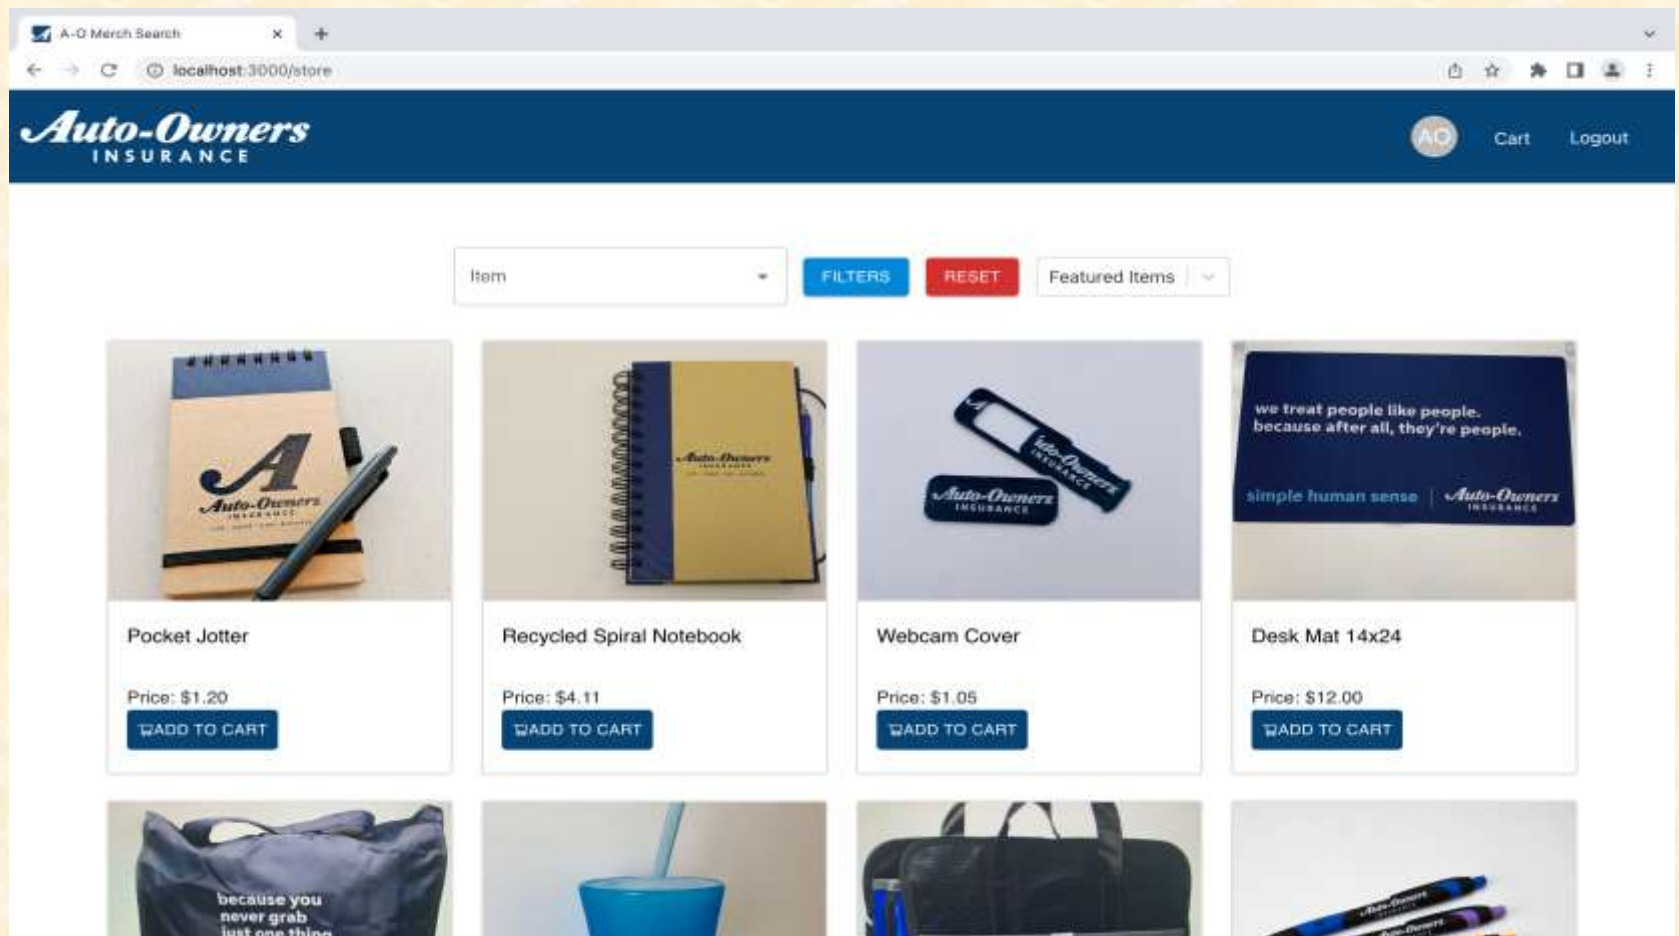 A-O Merch Search
localhost:3000/store
Auto-Owners
INSURANCE
AO
Cart
Logout
Item
FILTERS
RESET
Featured Items
A
Auto-Owners
INSURANCE
Auto-Owners
INSURANCE
Auto-Owners
INSURANCE
Auto-Owners
INSURANCE
we treat people like people.
because after all, they're people.
simple human sense
Auto-Owners
INSURANCE
Pocket Jotter
Recycled Spiral Notebook
Webcam Cover
Desk Mat 14x24
Price: $1.20
Price: $4.11
Price: $1.05
Price: $12.00
ADD TO CART
ADD TO CART
ADD TO CART
ADD TO CART
because you
never grab
just one thing
Auto-Owners
Auto-Owners